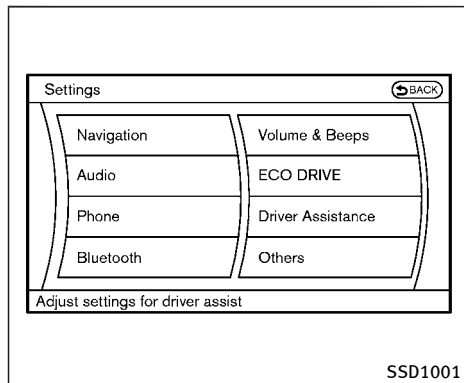 Settings
BACK
Navigation
Audio
Phone
Bluetooth
Volume & Beeps
ECO DRIVE
Driver Assistance
Others
Adjust settings for driver assist
SSD1001